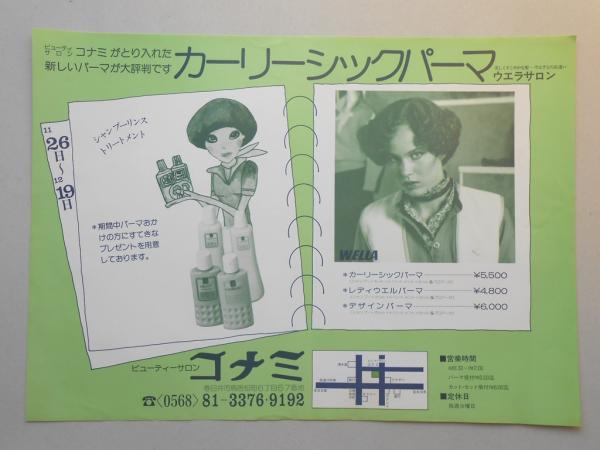 ビューティサロン コナミがとり入れた
新しいパーマが大評判です
カーリーシックパーマ
ウエラサロン
11
26日〜
12
19日
シャンプーリンス
トリートメント
*期間中パーマおか
けの方にすてきな
プレゼントを用意
しております。
WELLA
*カーリーシックパーマ ¥5,500
*レディウエルパーマ ¥4,800
*デザインパーマ ¥6,000
ビューティーサロン コナミ
☎〈0568〉81-3376・9192
■営業時間
■定休日
毎週火曜日